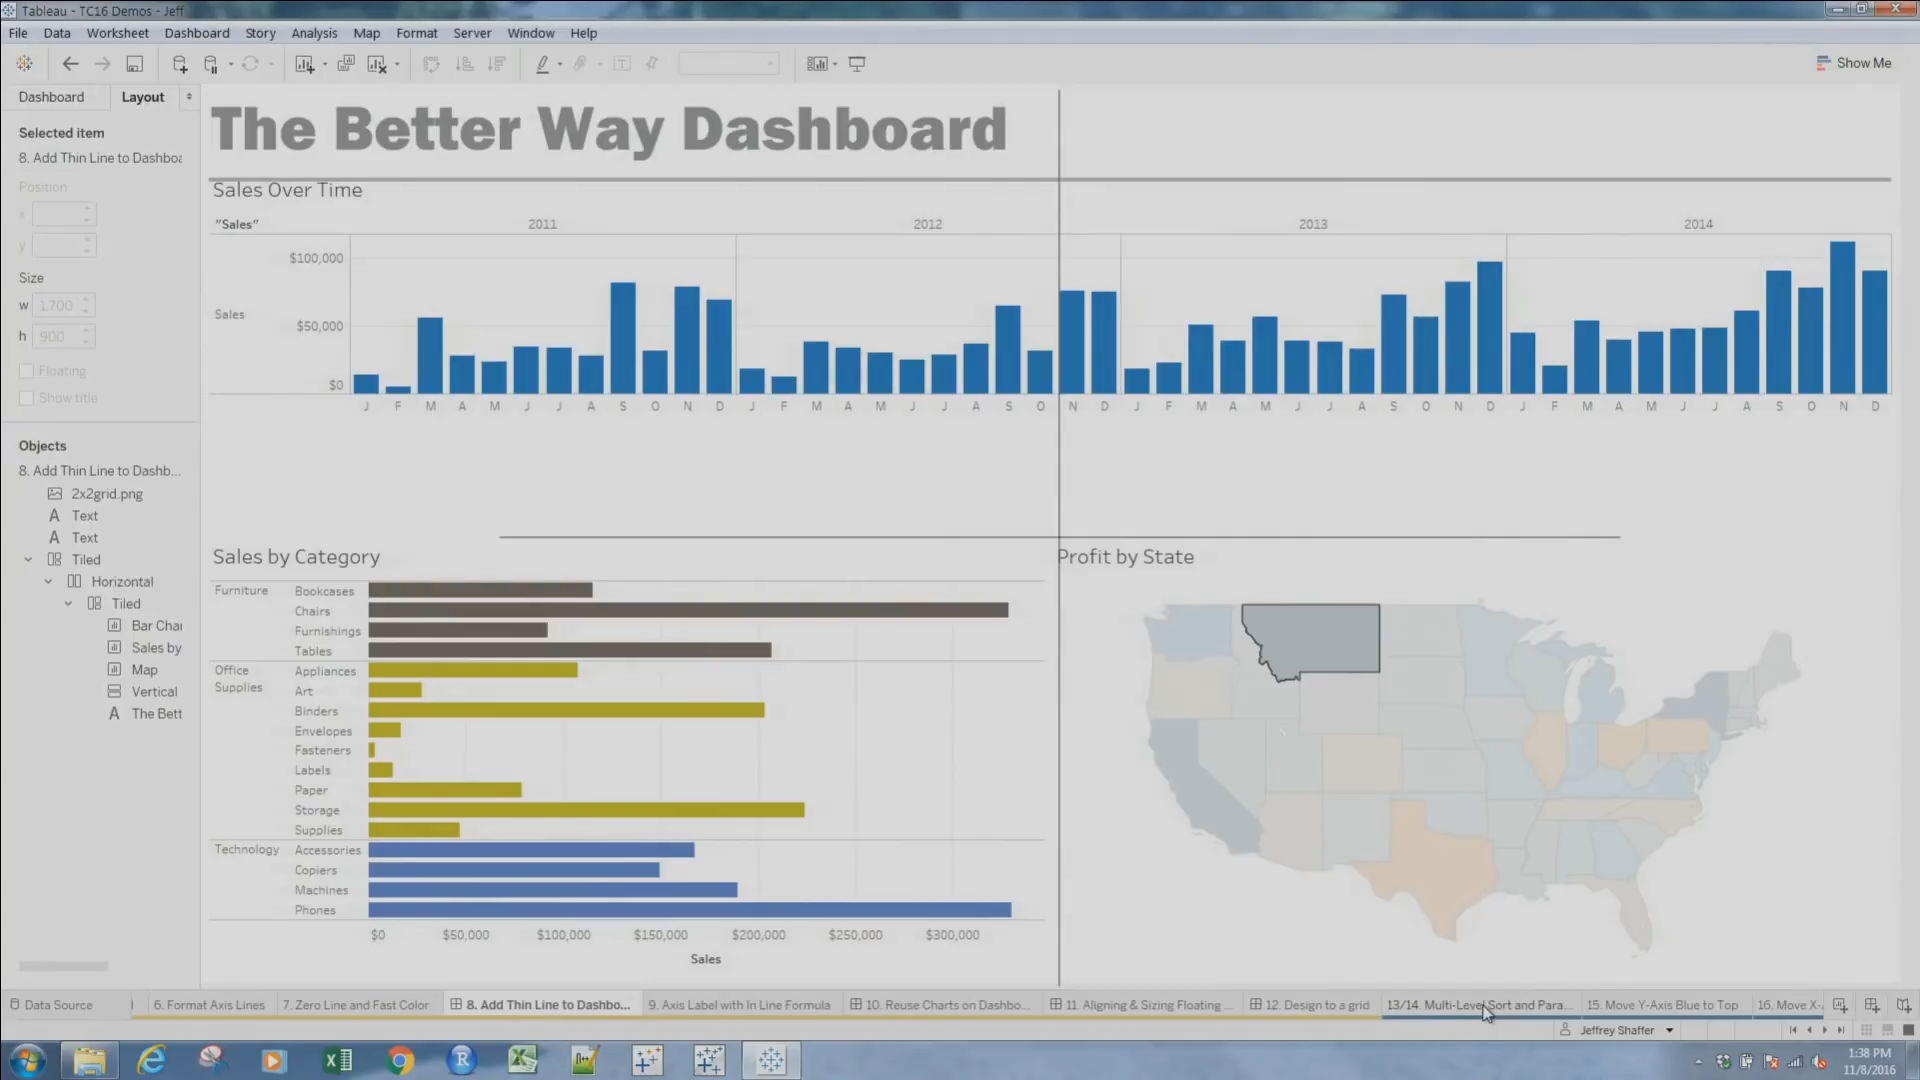 Tableau - TC16 Demos - Jeff
File Data Worksheet Dashboard Story Analysis Map Format Server Window Help
Show Me
Dashboard Layout
Selected item
8. Add Thin Line to Dashboa
Position
x
y
Size
w 1,700
h 900
Floating
Show title
Objects
8. Add Thin Line to Dashb...
2x2grid.png
A Text
A Text
Tiled
Horizontal
Tiled
Bar Char
Sales by
Map
Vertical
A The Bett
The Better Way Dashboard
Sales Over Time
"Sales" 2011 2012 2013 2014
$100,000
Sales
$50,000
$0
J F M A M J J A S O N D J F M A M J J A S O N D J F M A M J J A S O N D J F M A M J J A S O N D
Sales by Category
Furniture Bookcases
Chairs
Furnishings
Tables
Office Supplies Appliances
Art
Binders
Envelopes
Fasteners
Labels
Paper
Storage
Supplies
Technology Accessories
Copiers
Machines
Phones
$0 $50,000 $100,000 $150,000 $200,000 $250,000 $300,000
Sales
Profit by State
Data Source 6. Format Axis Lines 7. Zero Line and Fast Color 8. Add Thin Line to Dashbo... 9. Axis Label with In Line Formula 10. Reuse Charts on Dashbo... 11. Aligning & Sizing Floating ... 12. Design to a grid 13/14. Multi-Level Sort and Para... 15. Move Y-Axis Blue to Top 16. Move X-
Jeffrey Shaffer
1:38 PM
11/8/2016